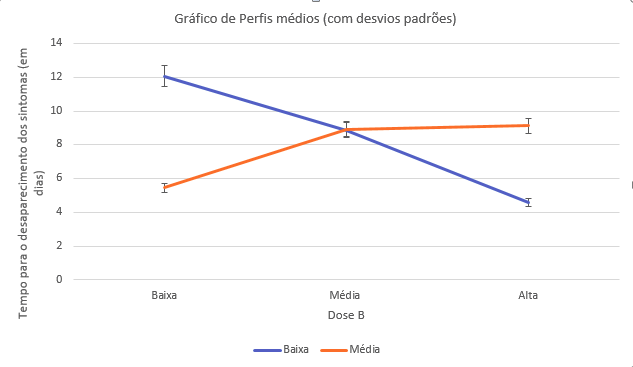 Gráfico de Perfis médios (com desvios padrões)
Tempo para o desaparecimento dos sintomas (em
dias)
14
12
10
8
6
4
2
0
Baixa
Média
Alta
Dose B
Baixa
Média